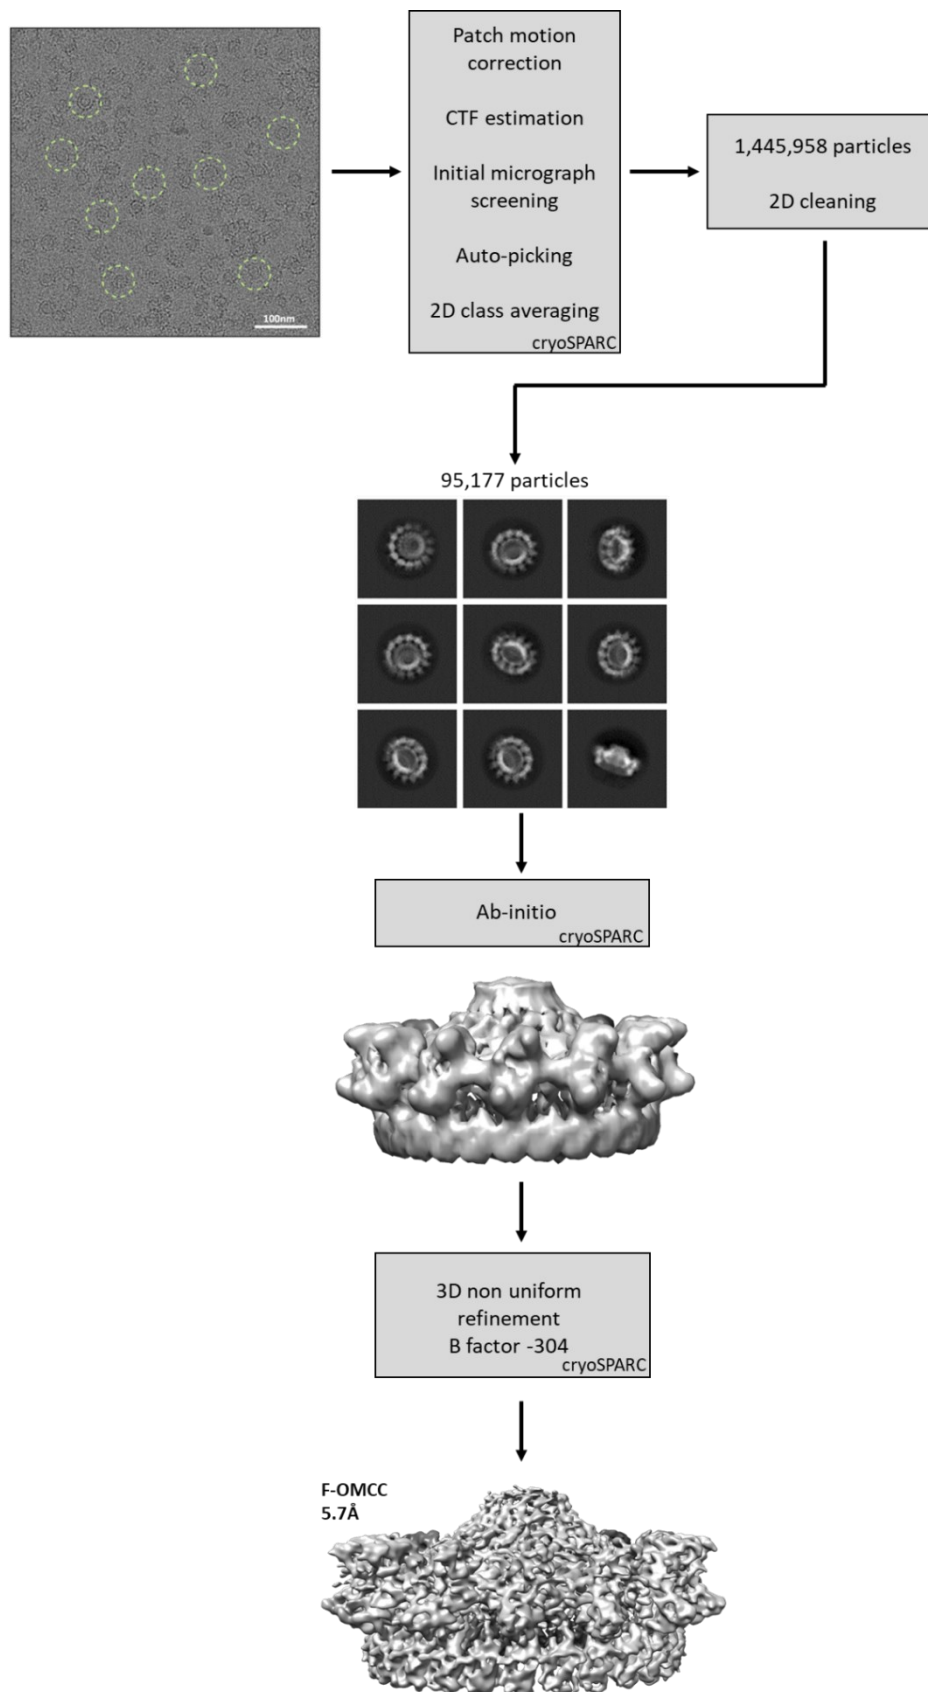 100nm
Patch motion
correction
CTF estimation
Initial micrograph
screening
Auto-picking
2D class averaging
cryoSPARC
1,445,958 particles
2D cleaning
95,177 particles
Ab-initio
cryoSPARC
3D non uniform
refinement
B factor -304
cryoSPARC
F-OMCC
5.7Å